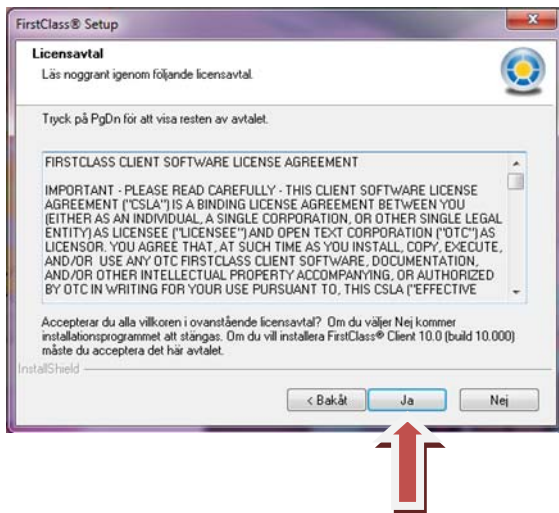 FirstClass® Setup
Licensavtal
Läs noggrant igenom följande licensavtal.
Tryck på PgDn för att visa resten av avtalet.
FIRSTCLASS CLIENT SOFTWARE LICENSE AGREEMENT
IMPORTANT - PLEASE READ CAREFULLY - THIS CLIENT SOFTWARE LICENSE
AGREEMENT ("CSLA") IS A BINDING LICENSE AGREEMENT BETWEEN YOU
(EITHER AS AN INDIVIDUAL, A SINGLE CORPORATION, OR OTHER SINGLE LEGAL
ENTITY) AS LICENSEE ("LICENSEE") AND OPEN TEXT CORPORATION ("OTC") AS
LICENSOR. YOU AGREE THAT, AT SUCH TIME AS YOU INSTALL, COPY, EXECUTE,
AND/OR USE ANY OTC FIRSTCLASS CLIENT SOFTWARE, DOCUMENTATION,
AND/OR OTHER INTELLECTUAL PROPERTY ACCOMPANYING, OR AUTHORIZED
BY OTC IN WRITING FOR YOUR USE PURSUANT TO, THIS CSLA ("EFFECTIVE
Accepterar du alla villkoren i ovanstående licensavtal? Om du väljer Nej kommer
installationsprogrammet att stängas. Om du vill installera FirstClass® Client 10.0 (build 10.000)
måste du acceptera det här avtalet.
InstallShield
< Bakåt Ja Nej